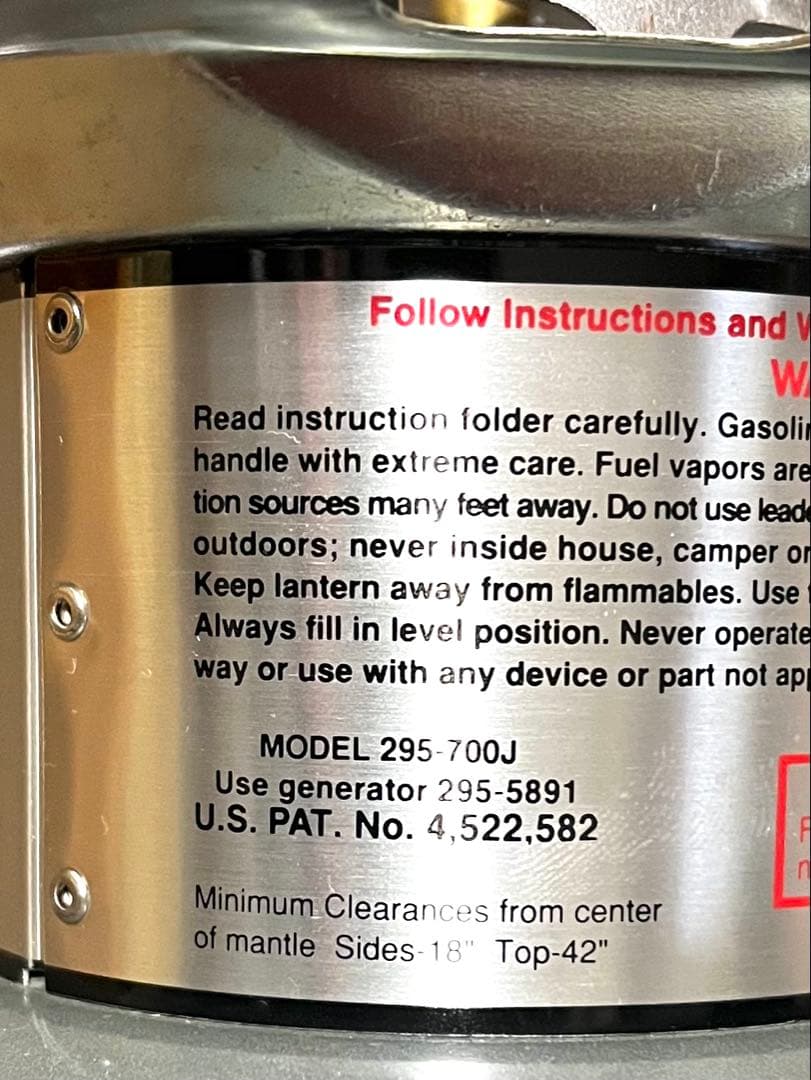 Follow Instructions and
Read instruction folder carefully.
handle with extreme care. Fuel vapors are
tion sources many feet away. Do not use
outdoors; never inside house, camper or
Keep lantern away from flammables. Use
Always fill in level position. Never operate
way or use with any device or part not
MODEL 295-700J
Use generator 295-5891
U.S. PAT. No. 4,522,582
Minimum Clearances from center
of mantle Sides-18" Top-42"